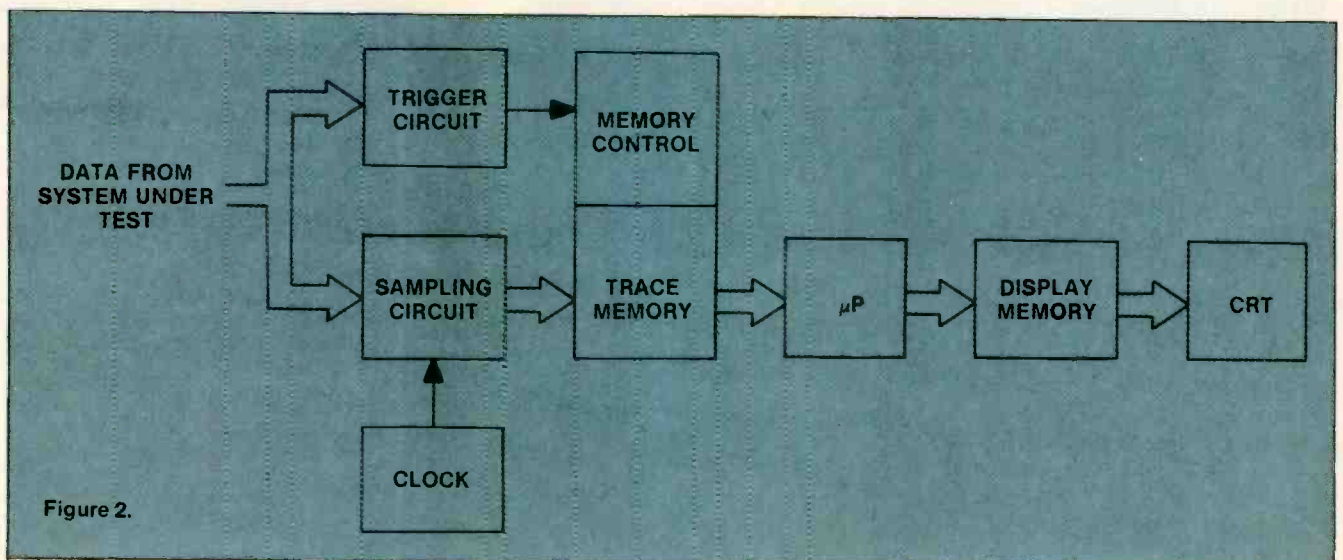 TRIGGER
CIRCUIT
MEMORY
CONTROL
DATA FROM
SYSTEM UNDER
TEST
SAMPLING
CIRCUIT
TRACE
MEMORY
μP
DISPLAY
MEMORY
CRT
CLOCK
Figure 2.